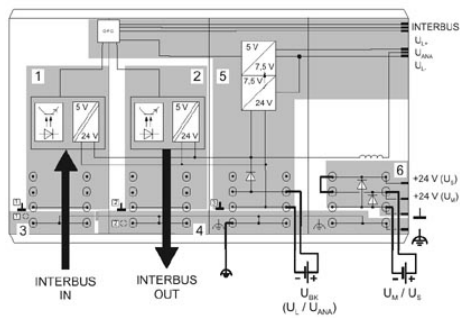 OPC
INTERBUS
U_L+
U_ANA
U_L-
1
2
5
5 V
7,5 V
7,5 V
24 V
5 V
24 V
5 V
24 V
6
+24 V (U_S)
+24 V (U_M)
3
4
INTERBUS
IN
INTERBUS
OUT
- +
U_BK
(U_L / U_ANA)
- +
U_M / U_S